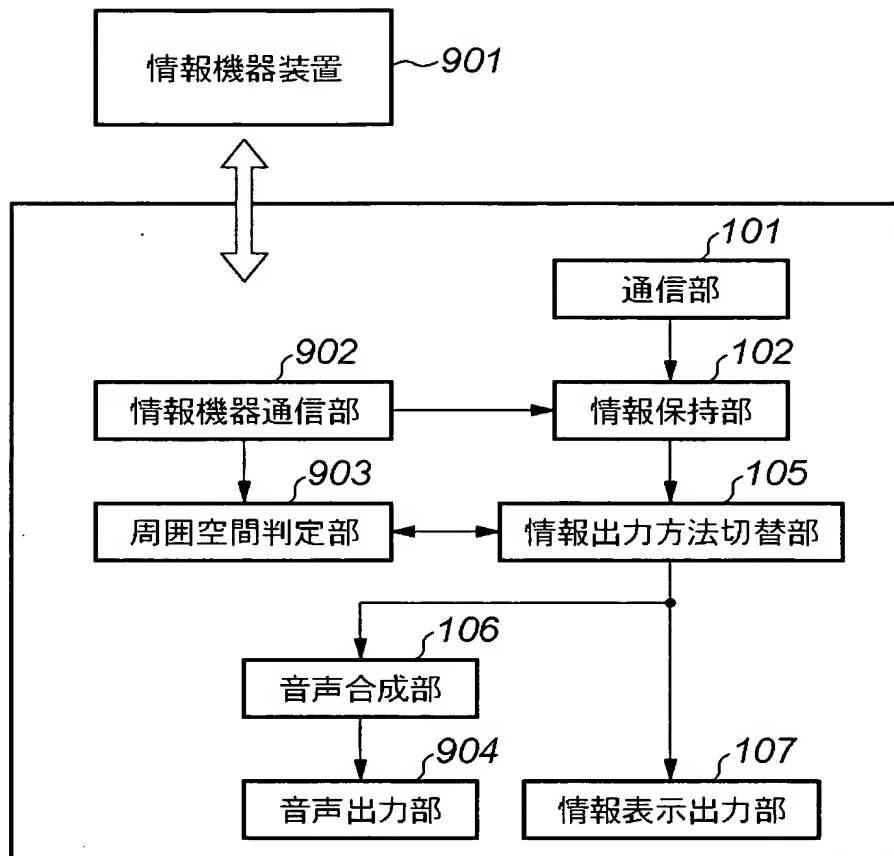 情報機器装置
901
101
通信部
902
情報機器通信部
102
情報保持部
903
周囲空間判定部
105
情報出力方法切替部
106
音声合成部
904
音声出力部
107
情報表示出力部